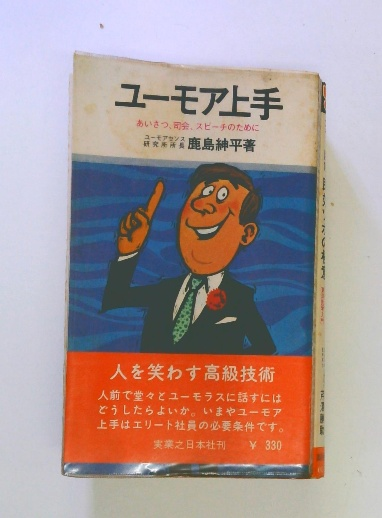 ユーモア上手
あいさつ、司会、スピーチのために
ユーモアセンス
研究所所長 鹿島紳平著
人を笑わす高級技術
人前で堂々とユーモラスに話すには
どうしたらよいか。いまやユーモア
上手はエリート社員の必要条件です。
実業之日本社刊 ￥ 330